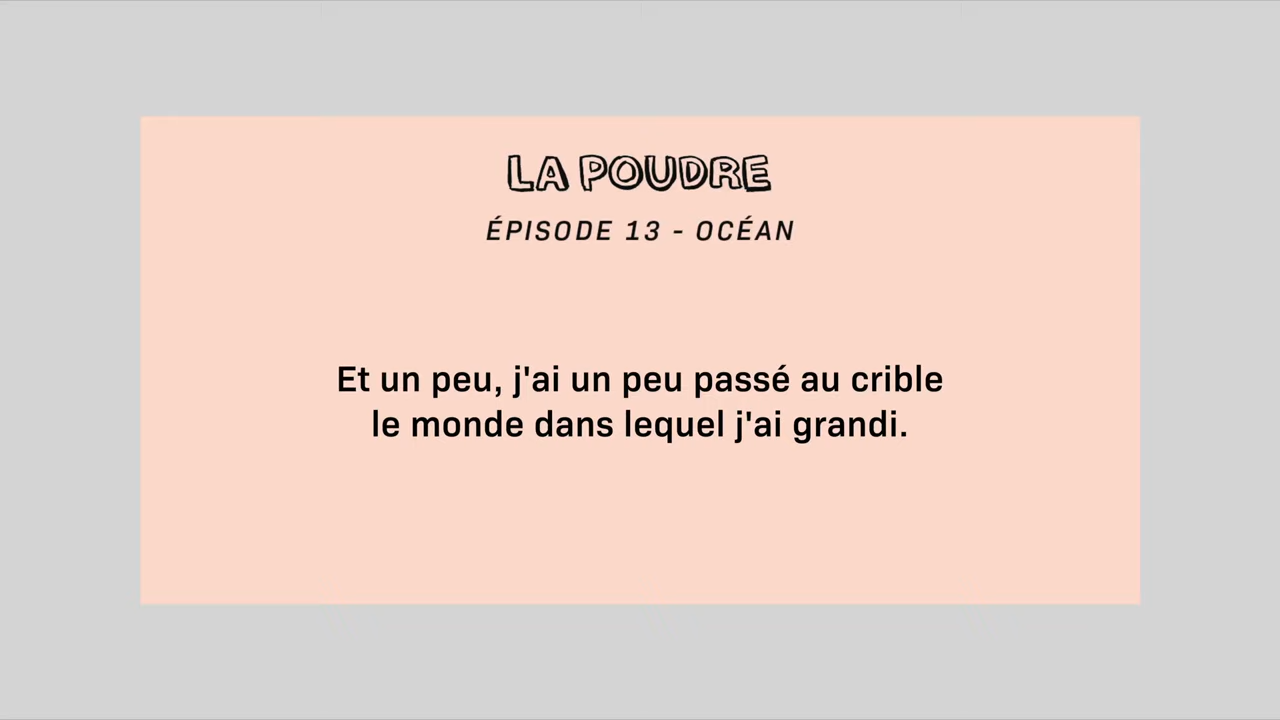 LA POUDRE
ÉPISODE 13 - OCÉAN
Et un peu, j'ai un peu passé au crible
le monde dans lequel j'ai grandi.